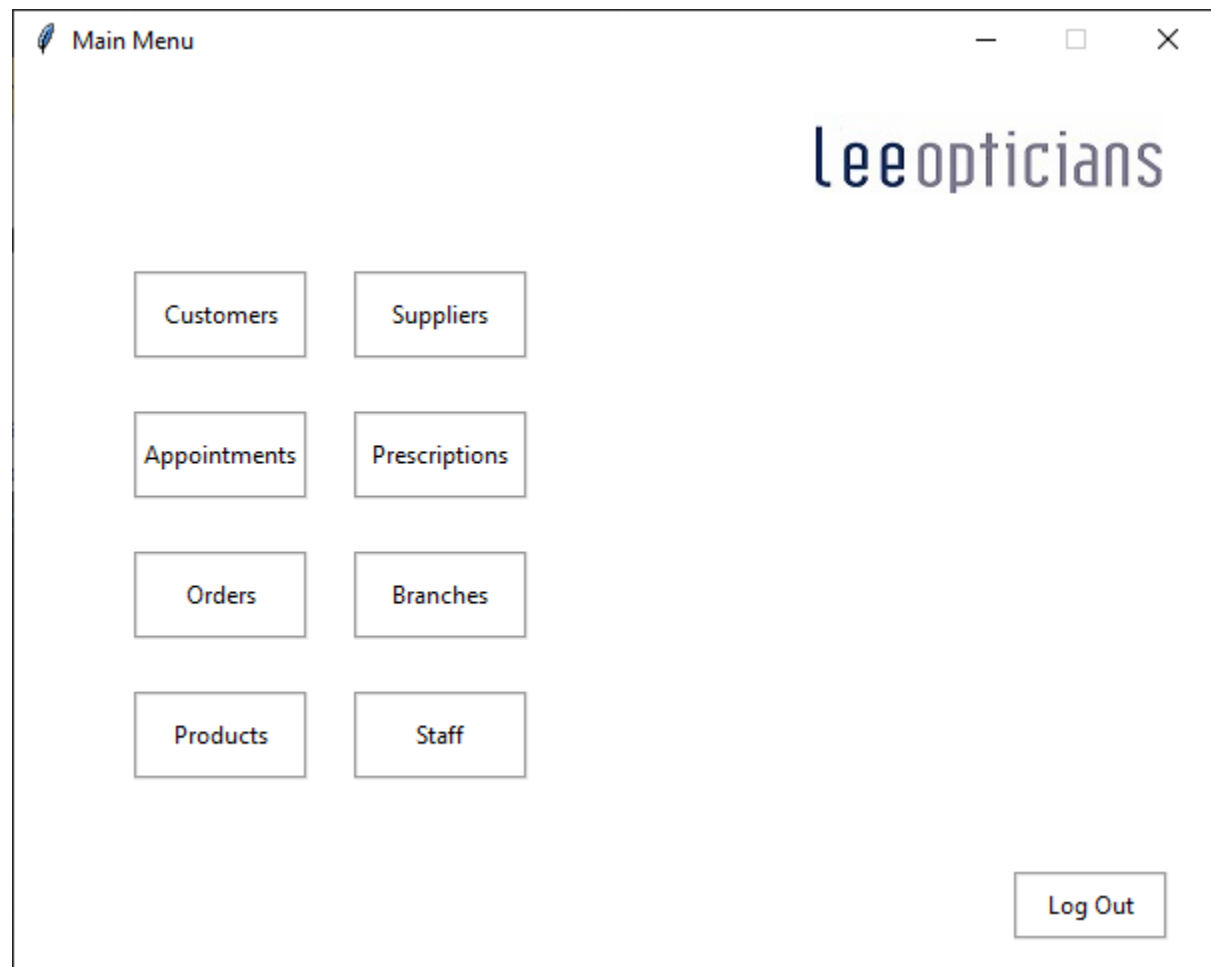 Main Menu
leeopticians
Customers Suppliers
Appointments Prescriptions
Orders Branches
Products Staff
Log Out